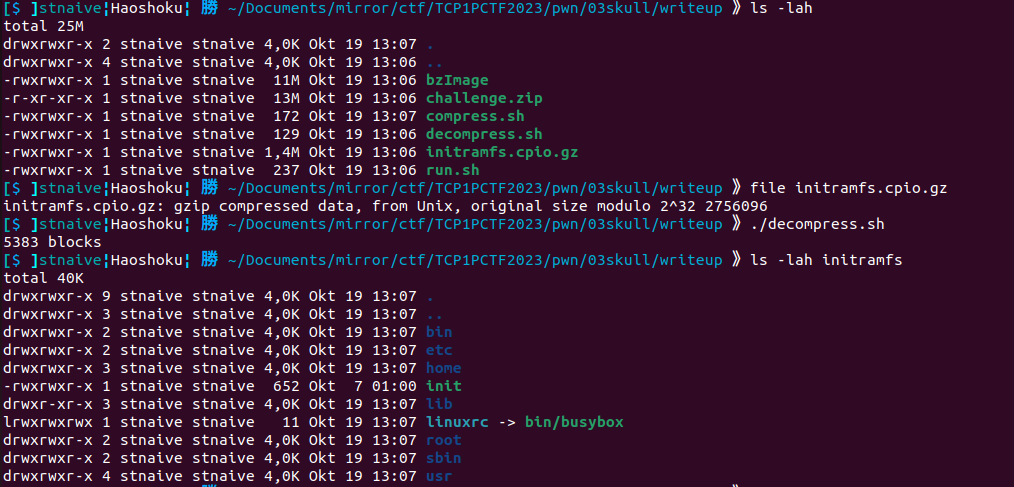 [$ ]stnaive¦Haoshoku¦ 勝 ~/Documents/mirror/ctf/TCP1PCTF2023/pwn/03skull/writeup 》ls -lah
total 25M
drwxrwxr-x 2 stnaive stnaive 4,0K Okt 19 13:07 .
drwxrwxr-x 4 stnaive stnaive 4,0K Okt 19 13:06 ..
-rwxrwxr-x 1 stnaive stnaive  11M Okt 19 13:06 bzImage
-r-xr-xr-x 1 stnaive stnaive  13M Okt 19 13:06 challenge.zip
-rwxrwxr-x 1 stnaive stnaive  172 Okt 19 13:07 compress.sh
-rwxrwxr-x 1 stnaive stnaive  129 Okt 19 13:06 decompress.sh
-rwxrwxr-x 1 stnaive stnaive 1,4M Okt 19 13:06 initramfs.cpio.gz
-rwxrwxr-x 1 stnaive stnaive  237 Okt 19 13:06 run.sh
[$ ]stnaive¦Haoshoku¦ 勝 ~/Documents/mirror/ctf/TCP1PCTF2023/pwn/03skull/writeup 》file initramfs.cpio.gz
initramfs.cpio.gz: gzip compressed data, from Unix, original size modulo 2^32 2756096
[$ ]stnaive¦Haoshoku¦ 勝 ~/Documents/mirror/ctf/TCP1PCTF2023/pwn/03skull/writeup 》./decompress.sh
5383 blocks
[$ ]stnaive¦Haoshoku¦ 勝 ~/Documents/mirror/ctf/TCP1PCTF2023/pwn/03skull/writeup 》ls -lah initramfs
total 40K
drwxrwxr-x 9 stnaive stnaive 4,0K Okt 19 13:07 .
drwxrwxr-x 3 stnaive stnaive 4,0K Okt 19 13:07 ..
drwxrwxr-x 2 stnaive stnaive 4,0K Okt 19 13:07 bin
drwxrwxr-x 2 stnaive stnaive 4,0K Okt 19 13:07 etc
drwxrwxr-x 3 stnaive stnaive 4,0K Okt 19 13:07 home
-rwxrwxr-x 1 stnaive stnaive  652 Okt  7 01:00 init
drwxr-xr-x 3 stnaive stnaive 4,0K Okt 19 13:07 lib
lrwxrwxrwx 1 stnaive stnaive   11 Okt 19 13:07 linuxrc -> bin/busybox
drwxrwxr-x 2 stnaive stnaive 4,0K Okt 19 13:07 root
drwxrwxr-x 2 stnaive stnaive 4,0K Okt 19 13:07 sbin
drwxrwxr-x 4 stnaive stnaive 4,0K Okt 19 13:07 usr